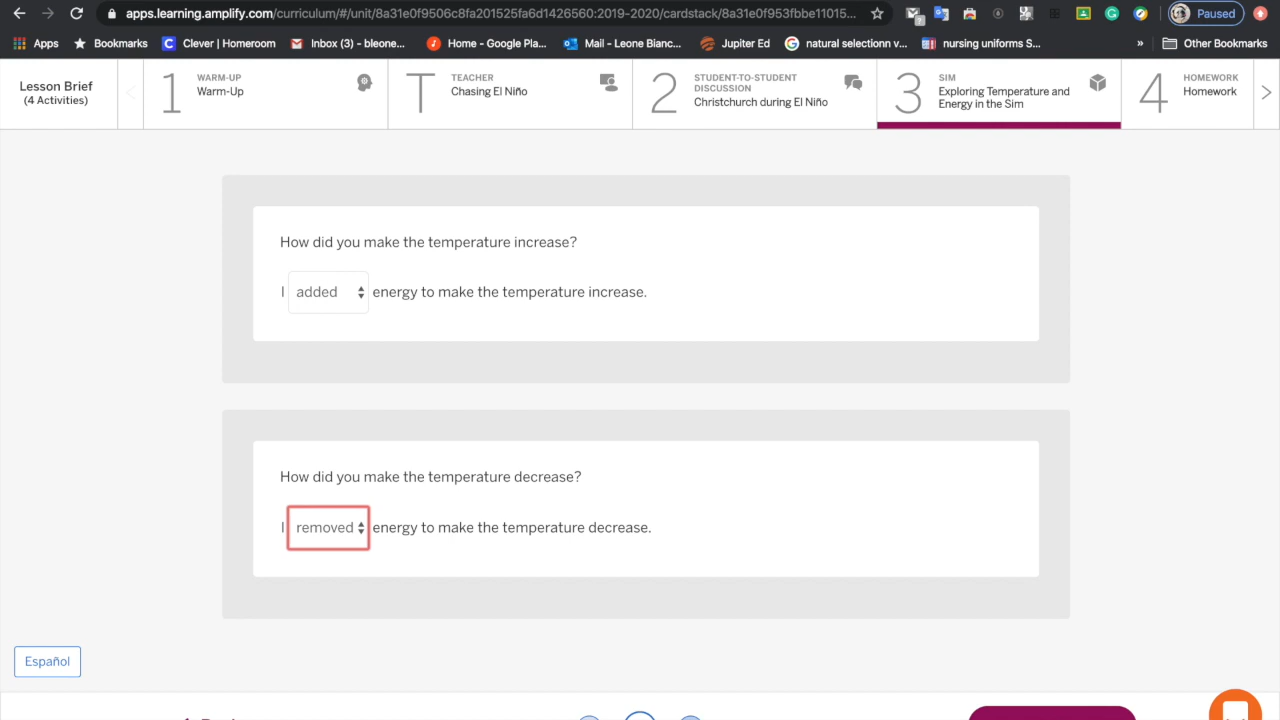 apps.learning.amplify.com/curriculum/#/unit/8a31e0f9506c8fa201525fa6d1426560:2019-2020/cardstack/8a31e0f953fbbe11015...
Paused
Apps
Bookmarks
Clever | Homeroom
Inbox (3) - bleone...
Home - Google Pla...
Mail - Leone Bianc...
Jupiter Ed
natural selectionn v...
nursing uniforms S...
»
Other Bookmarks
Lesson Brief
(4 Activities)
1
WARM-UP
Warm-Up
T
TEACHER
Chasing El Niño
2
STUDENT-TO-STUDENT
DISCUSSION
Christchurch during El Niño
3
SIM
Exploring Temperature and
Energy in the Sim
4
HOMEWORK
Homework
How did you make the temperature increase?
I added energy to make the temperature increase.
How did you make the temperature decrease?
I removed energy to make the temperature decrease.
Español